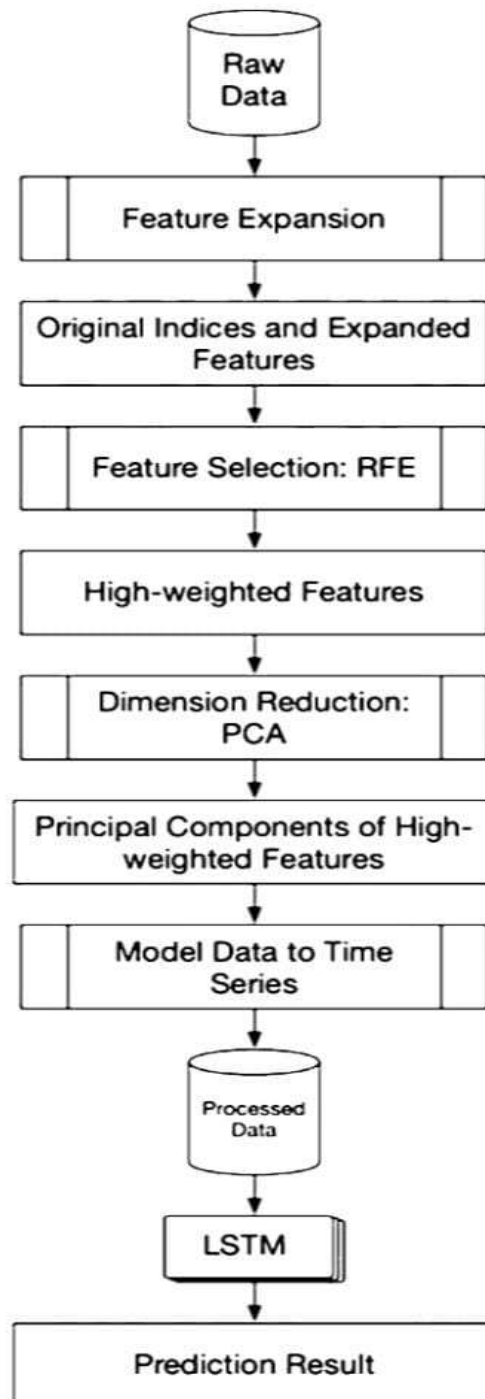 Raw
Data
Feature Expansion
Original Indices and Expanded
Features
Feature Selection: RFE
High-weighted Features
Dimension Reduction:
PCA
Principal Components of High-
weighted Features
Model Data to Time
Series
Processed
Data
LSTM
Prediction Result